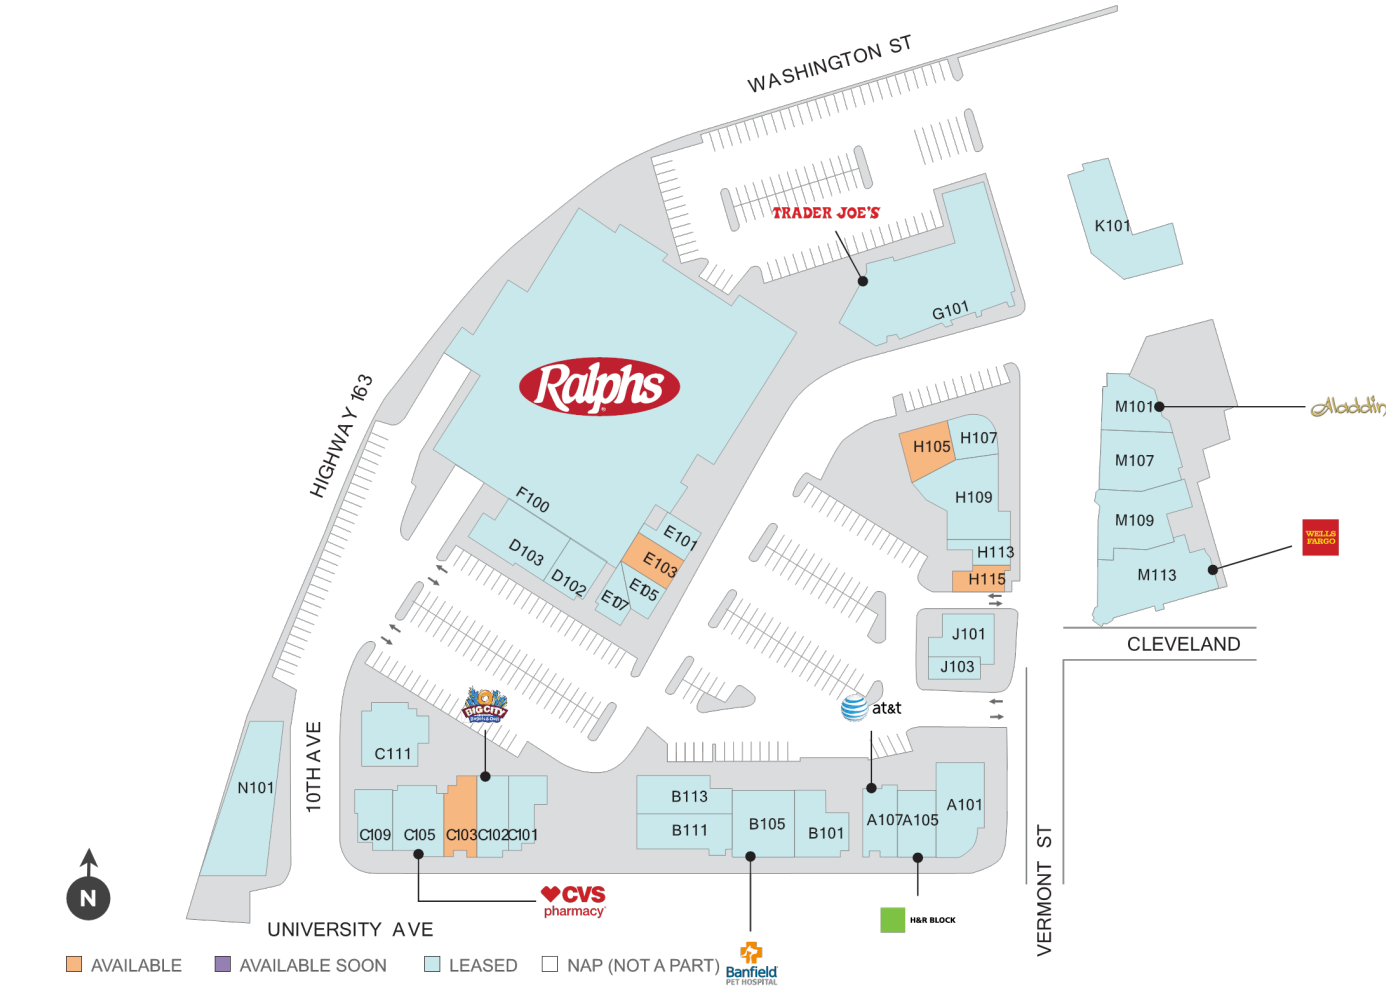 WASHINGTON ST
TRADER JOE'S
K101
G101
HIGHWAY 163
Ralphs
M101
Aladdin
H105
H107
M107
F100
H109
M109
WELLS
FARGO
E101
D103
H113
E103
M113
D102
H115
E105
E107
J101
CLEVELAND
J103
BIG CITY
at&t
C111
10TH AVE
N101
B113
A101
C109
C105
C103
C102
C101
B111
B105
B101
A107
A105
VERMONT ST
N
CVS
pharmacy
H&R BLOCK
UNIVERSITY AVE
Banfield
PET HOSPITAL
AVAILABLE
AVAILABLE SOON
LEASED
NAP (NOT A PART)